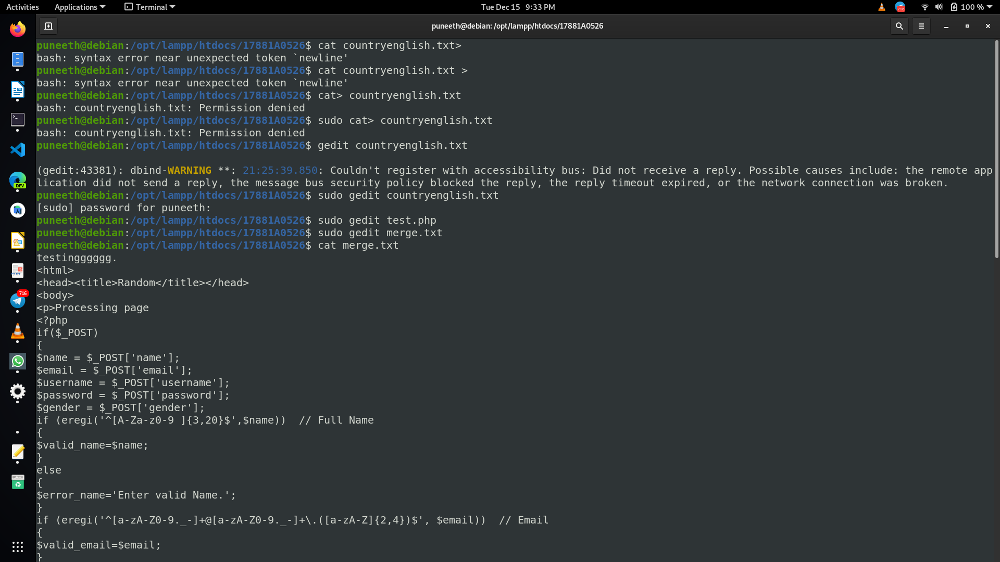 Activities Applications Terminal Tue Dec 15 9:33 PM 716 100 %
puneeth@debian: /opt/lampp/htdocs/17881A0526
puneeth@debian:/opt/lampp/htdocs/17881A0526$ cat countryenglish.txt>
bash: syntax error near unexpected token `newline'
puneeth@debian:/opt/lampp/htdocs/17881A0526$ cat countryenglish.txt >
bash: syntax error near unexpected token `newline'
puneeth@debian:/opt/lampp/htdocs/17881A0526$ cat> countryenglish.txt
bash: countryenglish.txt: Permission denied
puneeth@debian:/opt/lampp/htdocs/17881A0526$ sudo cat> countryenglish.txt
bash: countryenglish.txt: Permission denied
puneeth@debian:/opt/lampp/htdocs/17881A0526$ gedit countryenglish.txt
(gedit:43381): dbind-WARNING **: 21:25:39.850: Couldn't register with accessibility bus: Did not receive a reply. Possible causes include: the remote app
lication did not send a reply, the message bus security policy blocked the reply, the reply timeout expired, or the network connection was broken.
puneeth@debian:/opt/lampp/htdocs/17881A0526$ sudo gedit countryenglish.txt
[sudo] password for puneeth:
puneeth@debian:/opt/lampp/htdocs/17881A0526$ sudo gedit test.php
puneeth@debian:/opt/lampp/htdocs/17881A0526$ sudo gedit merge.txt
puneeth@debian:/opt/lampp/htdocs/17881A0526$ cat merge.txt
testingggggg.
<html>
<head><title>Random</title></head>
<body>
<p>Processing page
<?php
if($_POST)
{
$name = $_POST['name'];
$email = $_POST['email'];
$username = $_POST['username'];
$password = $_POST['password'];
$gender = $_POST['gender'];
if (eregi('^[A-Za-z0-9 ]{3,20}$',$name))  // Full Name
{
$valid_name=$name;
}
else
{
$error_name='Enter valid Name.';
}
if (eregi('^[a-zA-Z0-9._-]+@[a-zA-Z0-9._-]+\.([a-zA-Z]{2,4})$', $email))  // Email
{
$valid_email=$email;
}
DEV
716